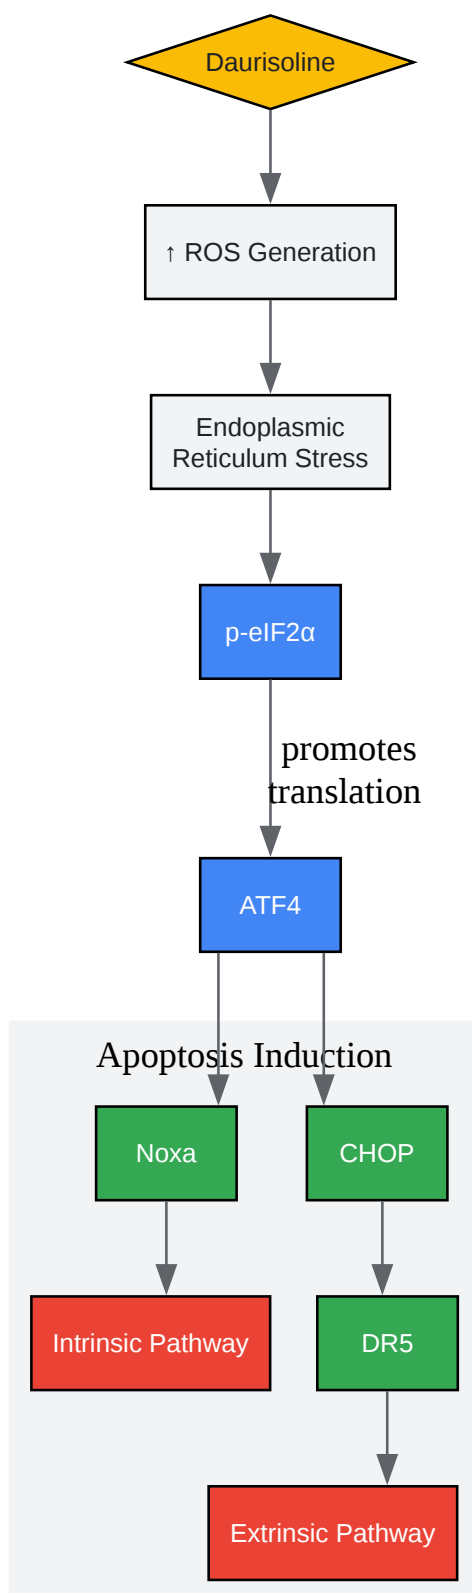 Daurisoline
↑ ROS Generation
Endoplasmic
Reticulum Stress
p-eIF2α
promotes
translation
ATF4
Apoptosis Induction
Noxa
CHOP
Intrinsic Pathway
DR5
Extrinsic Pathway